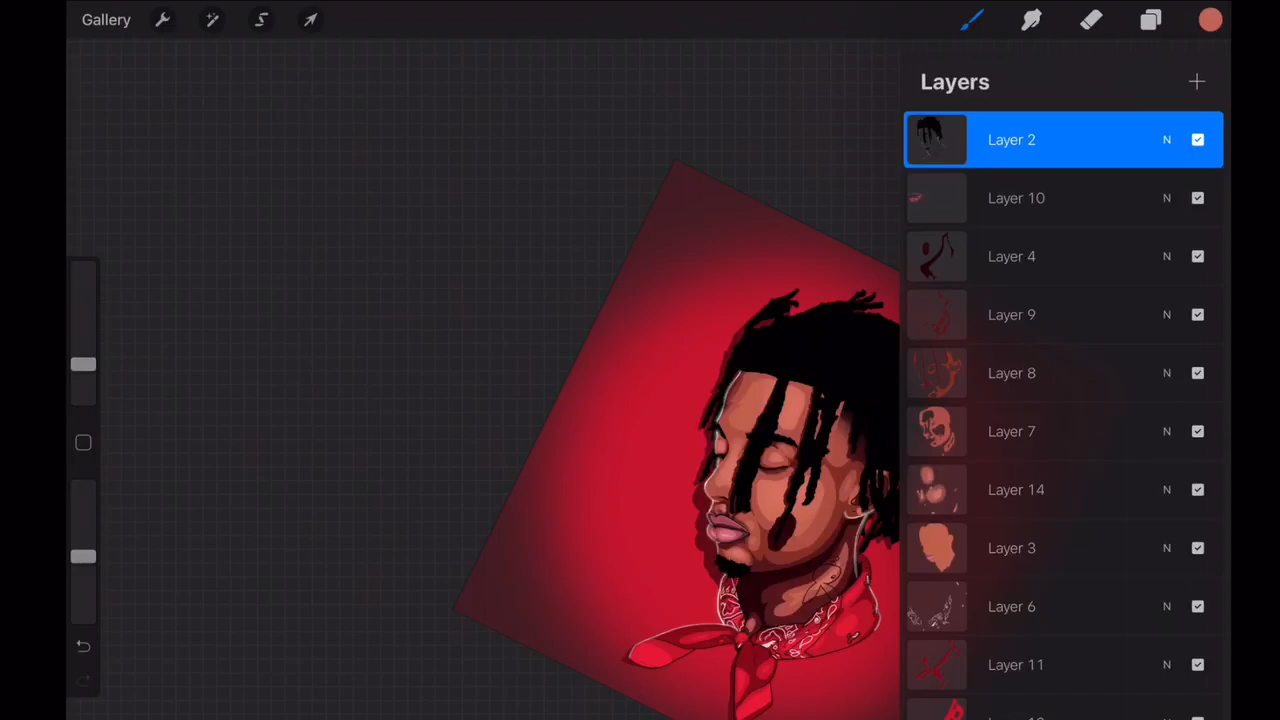 Gallery
Layers
Layer 2 N
Layer 10 N
Layer 4 N
Layer 9 N
Layer 8 N
Layer 7 N
Layer 14 N
Layer 3 N
Layer 6 N
Layer 11 N